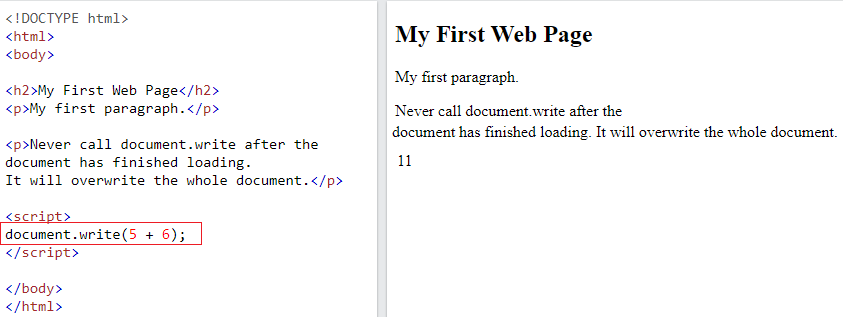 <!DOCTYPE html>
<html>
<body>
<h2>My First Web Page</h2>
<p>My first paragraph.</p>
<p>Never call document.write after the
document has finished loading.
It will overwrite the whole document.</p>
<script>
document.write(5 + 6);
</script>
</body>
</html>
My First Web Page
My first paragraph.
Never call document.write after the
document has finished loading. It will overwrite the whole document.
11